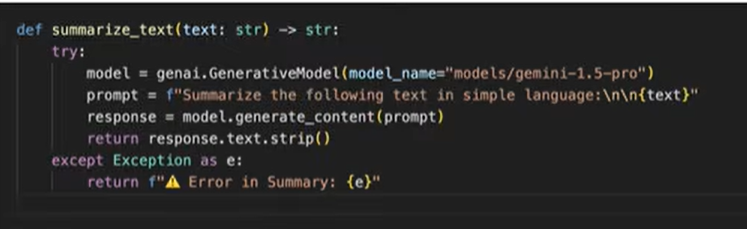 def summarize_text(text: str) -> str:
    try:
        model = genai.GenerativeModel(model_name="models/gemini-1.5-pro")
        prompt = f"Summarize the following text in simple language:\n\n{text}"
        response = model.generate_content(prompt)
        return response.text.strip()
    except Exception as e:
        return f"⚠️ Error in Summary: {e}"